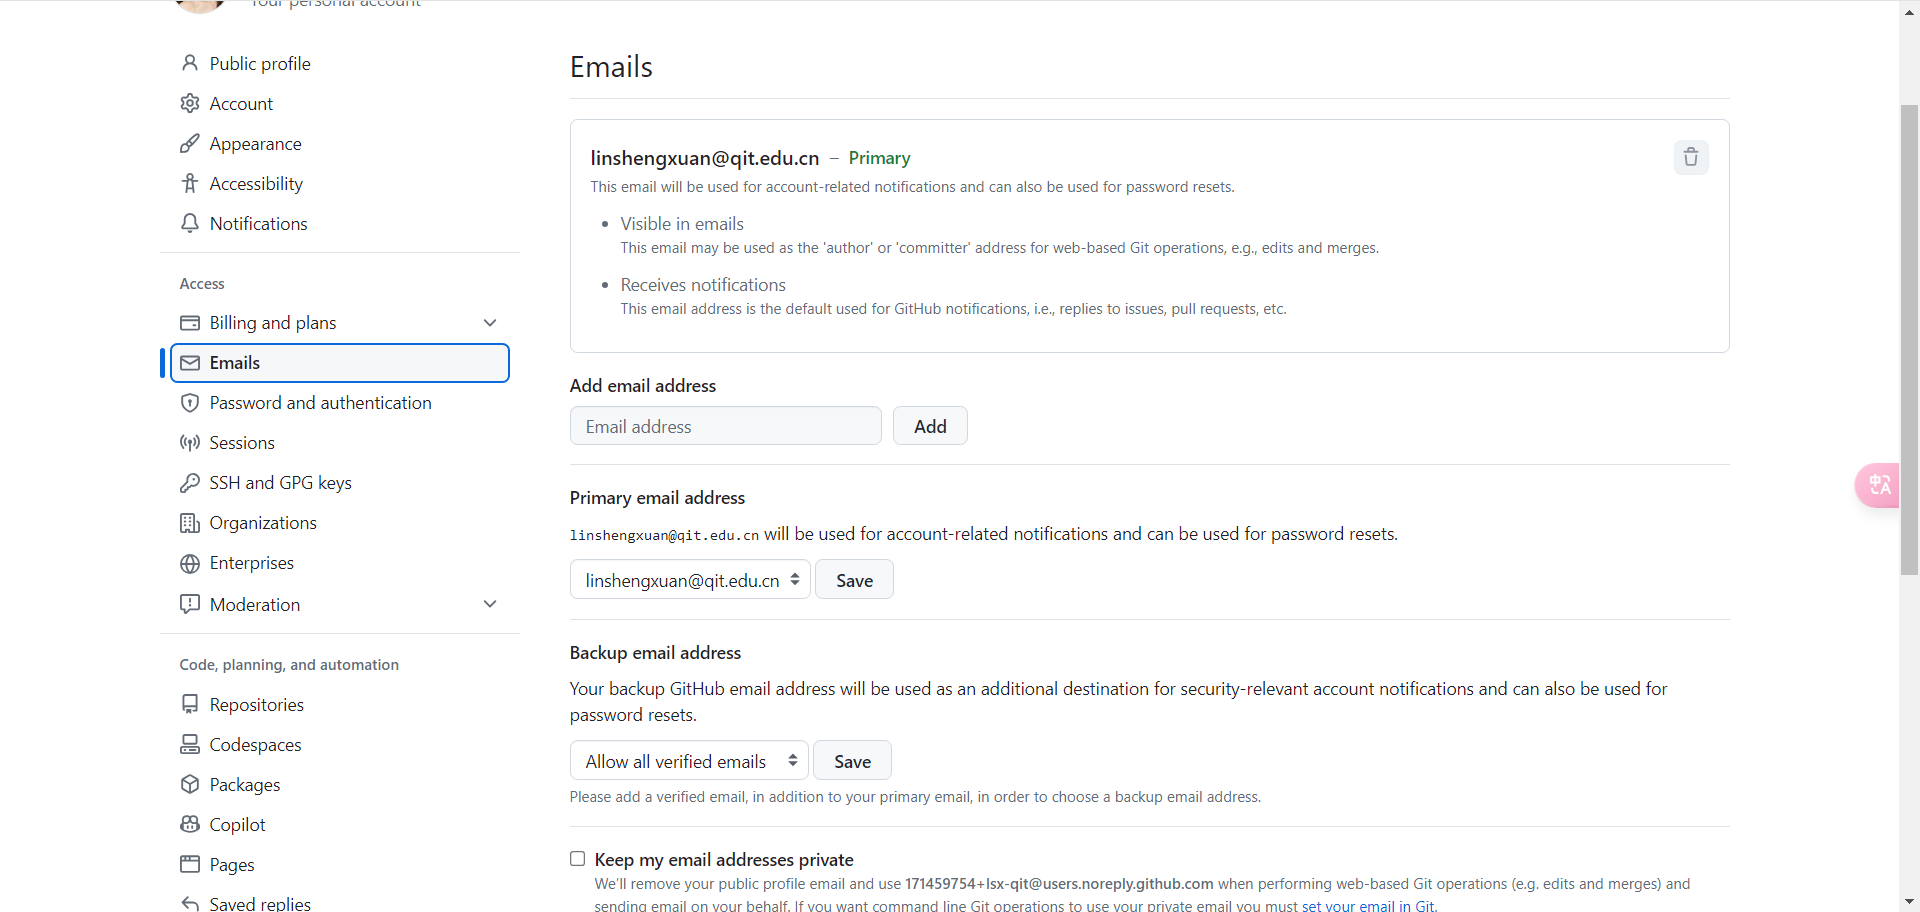 Your personal account
Public profile
Account
Appearance
Accessibility
Notifications
Access
Billing and plans
Emails
Password and authentication
Sessions
SSH and GPG keys
Organizations
Enterprises
Moderation
Code, planning, and automation
Repositories
Codespaces
Packages
Copilot
Pages
Saved replies
Emails
linshengxuan@qit.edu.cn – Primary
This email will be used for account-related notifications and can also be used for password resets.
Visible in emails
This email may be used as the 'author' or 'committer' address for web-based Git operations, e.g., edits and merges.
Receives notifications
This email address is the default used for GitHub notifications, i.e., replies to issues, pull requests, etc.
Add email address
Email address Add
Primary email address
linshengxuan@qit.edu.cn will be used for account-related notifications and can be used for password resets.
linshengxuan@qit.edu.cn Save
Backup email address
Your backup GitHub email address will be used as an additional destination for security-relevant account notifications and can also be used for
password resets.
Allow all verified emails Save
Please add a verified email, in addition to your primary email, in order to choose a backup email address.
Keep my email addresses private
We'll remove your public profile email and use 171459754+lsx-qit@users.noreply.github.com when performing web-based Git operations (e.g. edits and merges) and
sending email on your behalf. If you want command line Git operations to use your private email you must set your email in Git.
中 A